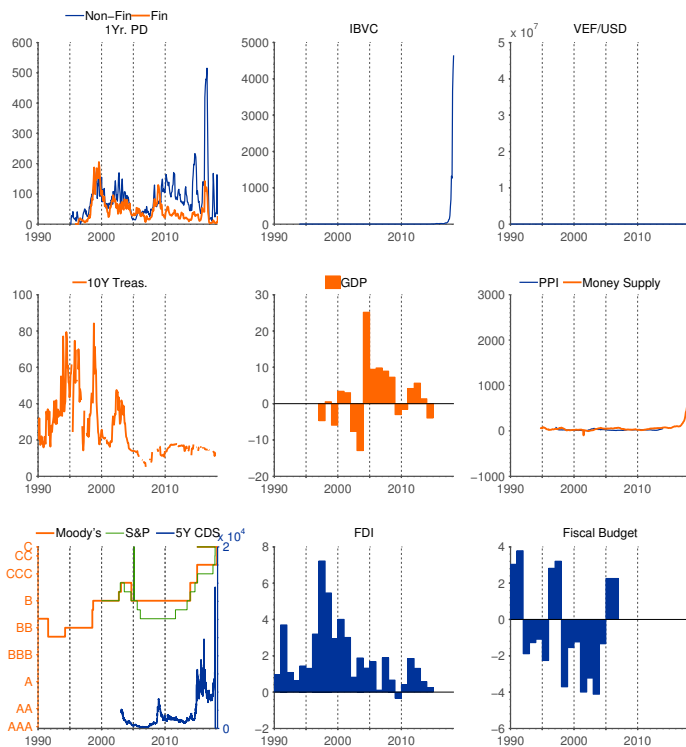 Non-Fin Fin
1Yr. PD
600
500
400
300
200
100
0
1990 2000 2010
IBVC
5000
4000
3000
2000
1000
0
1990 2000 2010
VEF/USD
5 x 10^7
4
3
2
1
0
1990 2000 2010
10Y Treas.
100
80
60
40
20
0
1990 2000 2010
GDP
30
20
10
0
−10
−20
1990 2000 2010
PPI Money Supply
3000
2000
1000
0
−1000
1990 2000 2010
Moody's S&P 5Y CDS
C
CC
CCC
B
BB
BBB
A
AA
AAA
2 x 10^4
0
1990 2000 2010
FDI
8
6
4
2
0
−2
1990 2000 2010
Fiscal Budget
4
2
0
−2
−4
−6
1990 2000 2010